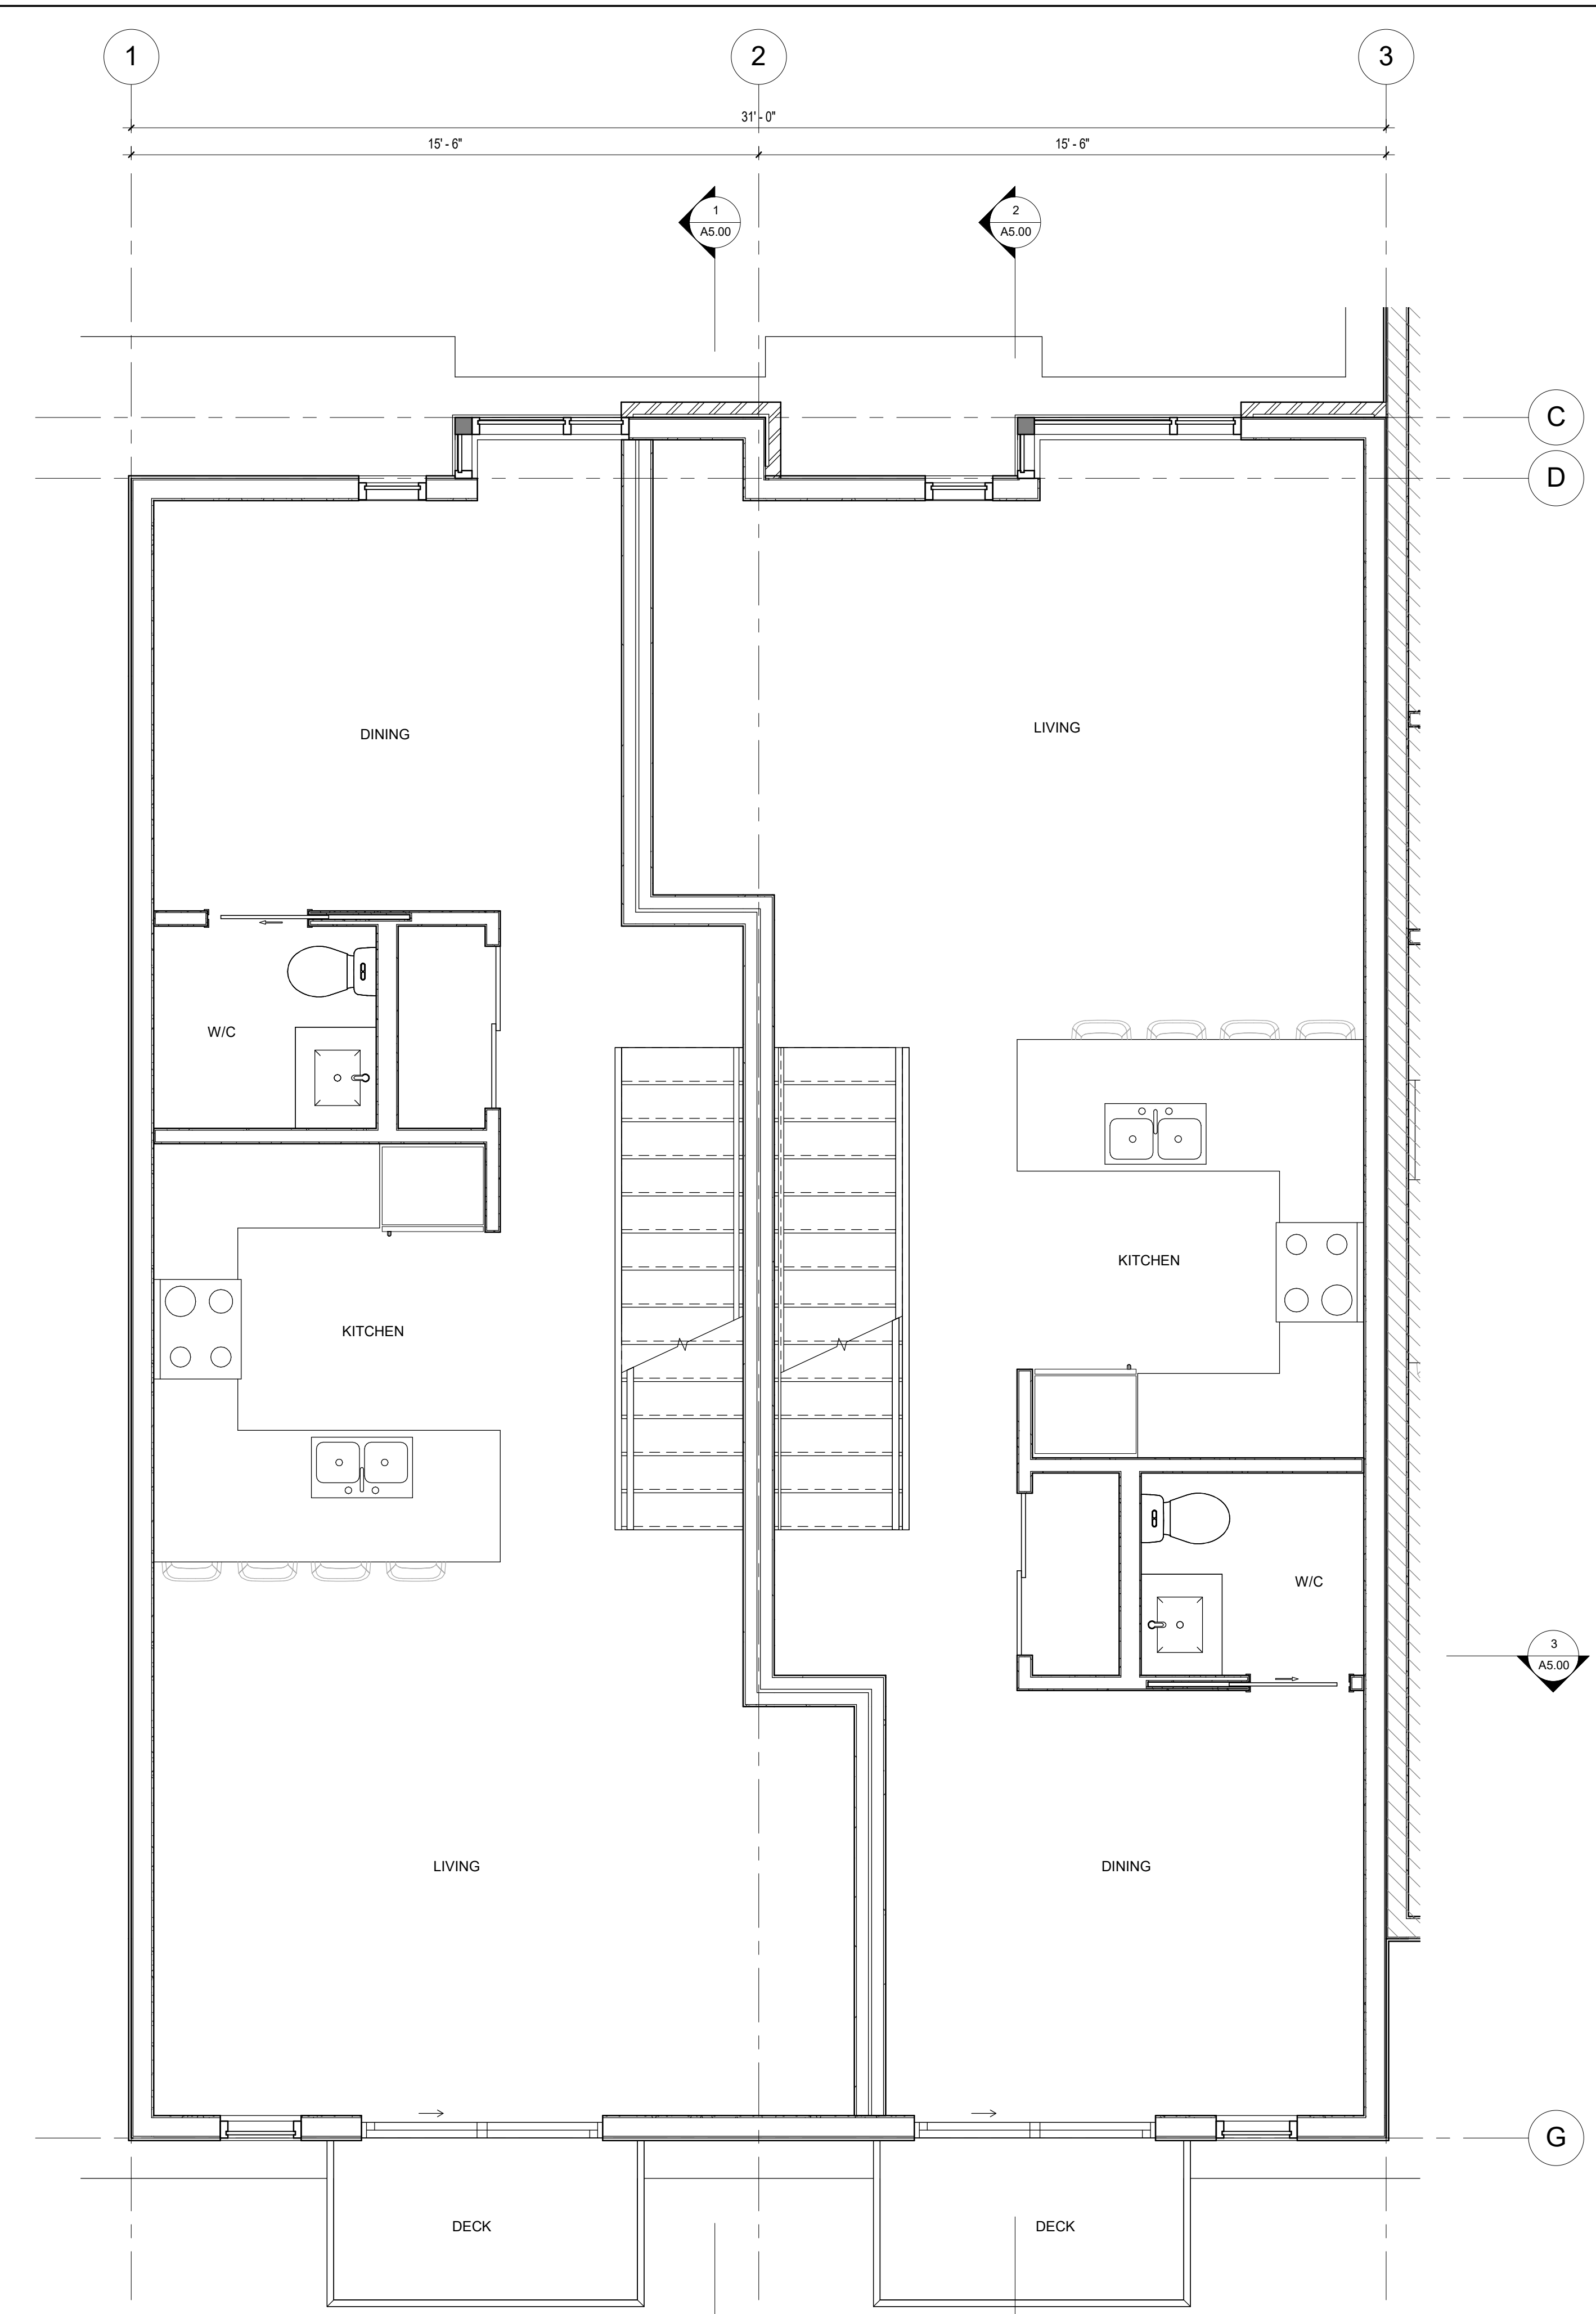 1
2
3
31' - 0"
15' - 6"
15' - 6"
1
A5.00
2
A5.00
C
D
DINING
LIVING
W/C
KITCHEN
KITCHEN
W/C
3
A5.00
LIVING
DINING
G
DECK
DECK